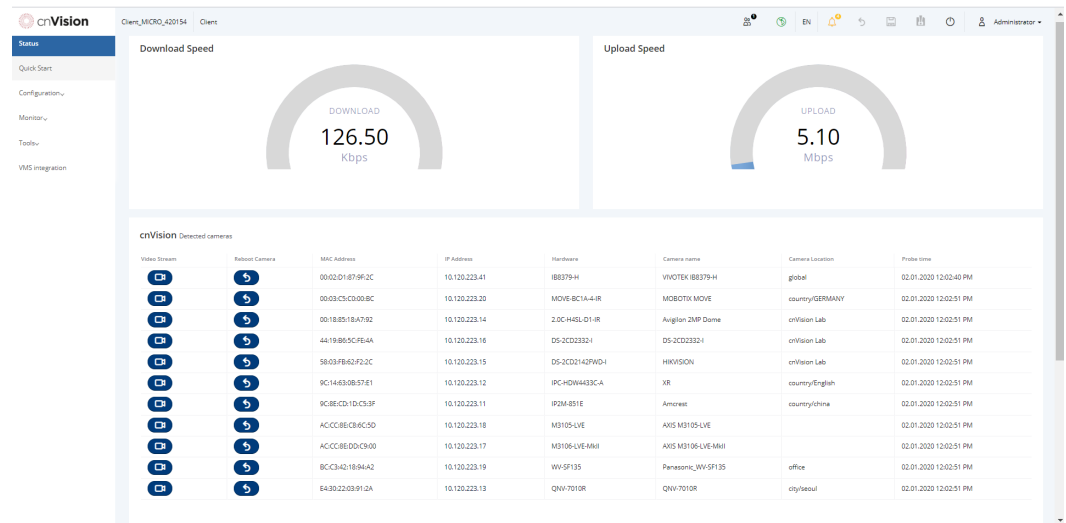 cnVision Client_MICRO_420154 Client EN Administrator
Status
Quick Start
Configuration
Monitor
Tools
VMS integration
Download Speed
DOWNLOAD
126.50
Kbps
Upload Speed
UPLOAD
5.10
Mbps
cnVision Detected cameras
Video Stream Reboot Camera MAC Address IP Address Hardware Camera name Camera Location Probe time
00:02:D1:87:9F:2C 10.120.223.41 IB8379-H VIVOTEK IB8379-H global 02.01.2020 12:02:40 PM
00:03:C5:C0:00:BC 10.120.223.20 MOVE-BC1A-4-IR MOBOTIX MOVE country/GERMANY 02.01.2020 12:02:51 PM
00:18:85:18:A7:92 10.120.223.14 2.0C-H4SL-D1-IR Avigilon 2MP Dome cnVision Lab 02.01.2020 12:02:51 PM
44:19:B6:5C:FE:4A 10.120.223.16 DS-2CD2332-I DS-2CD2332-I cnVision Lab 02.01.2020 12:02:51 PM
58:03:FB:62:F2:2C 10.120.223.15 DS-2CD2142FWD-I HIKVISION cnVision Lab 02.01.2020 12:02:51 PM
9C:14:63:0B:57:E1 10.120.223.12 IPC-HDW4433C-A XR country/English 02.01.2020 12:02:51 PM
9C:8E:CD:1D:C5:3F 10.120.223.11 IP2M-851E Amcrest country/china 02.01.2020 12:02:51 PM
AC:CC:8E:CB:6C:5D 10.120.223.18 M3105-LVE AXIS M3105-LVE 02.01.2020 12:02:51 PM
AC:CC:8E:DD:C9:00 10.120.223.17 M3106-LVE-MkII AXIS M3106-LVE-MkII 02.01.2020 12:02:51 PM
BC:C3:42:18:94:A2 10.120.223.19 WV-SF135 Panasonic_WV-SF135 office 02.01.2020 12:02:51 PM
E4:30:22:03:91:2A 10.120.223.13 QNV-7010R QNV-7010R city/seoul 02.01.2020 12:02:51 PM